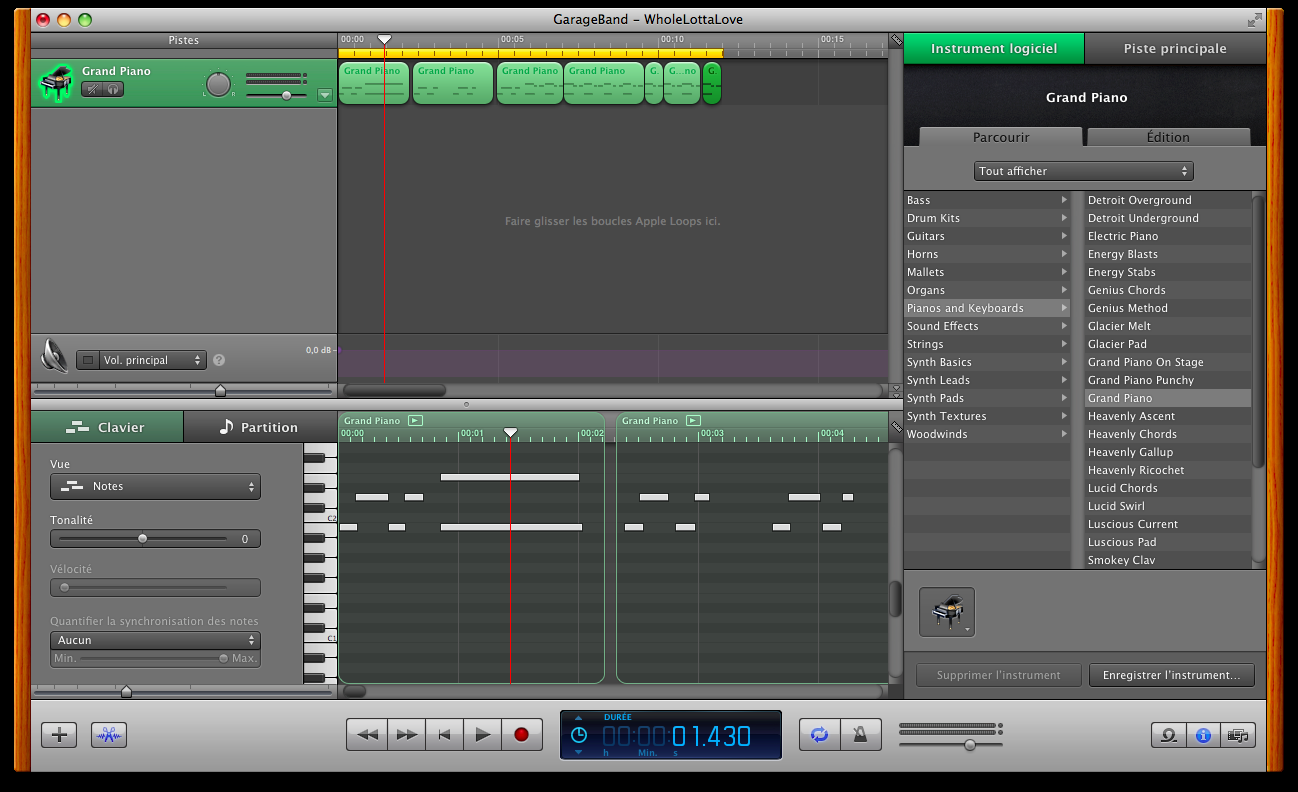 GarageBand – WholeLottaLove
Pistes
00:00 00:05 00:10 00:15
Instrument logiciel Piste principale
Grand Piano
L R
Grand Piano Grand Piano Grand Piano Grand Piano G. G...no G.
Grand Piano
Parcourir Édition
Tout afficher
Faire glisser les boucles Apple Loops ici.
Bass
Drum Kits
Guitars
Horns
Mallets
Organs
Pianos and Keyboards
Sound Effects
Strings
Synth Basics
Synth Leads
Synth Pads
Synth Textures
Woodwinds
Detroit Overground
Detroit Underground
Electric Piano
Energy Blasts
Energy Stabs
Genius Chords
Genius Method
Glacier Melt
Glacier Pad
Grand Piano On Stage
Grand Piano Punchy
Grand Piano
Heavenly Ascent
Heavenly Chords
Heavenly Gallup
Heavenly Ricochet
Lucid Chords
Lucid Swirl
Luscious Current
Luscious Pad
Smokey Clav
Vol. principal ? 0,0 dB
Clavier Partition
Grand Piano Grand Piano
00:00 00:01 00:02 00:03 00:04
Vue
Notes
Tonalité
0
Vélocité
Quantifier la synchronisation des notes
Aucun
Min. Max.
C2
C1
Supprimer l'instrument Enregistrer l'instrument...
DURÉE
00:00:01.430
h Min. s